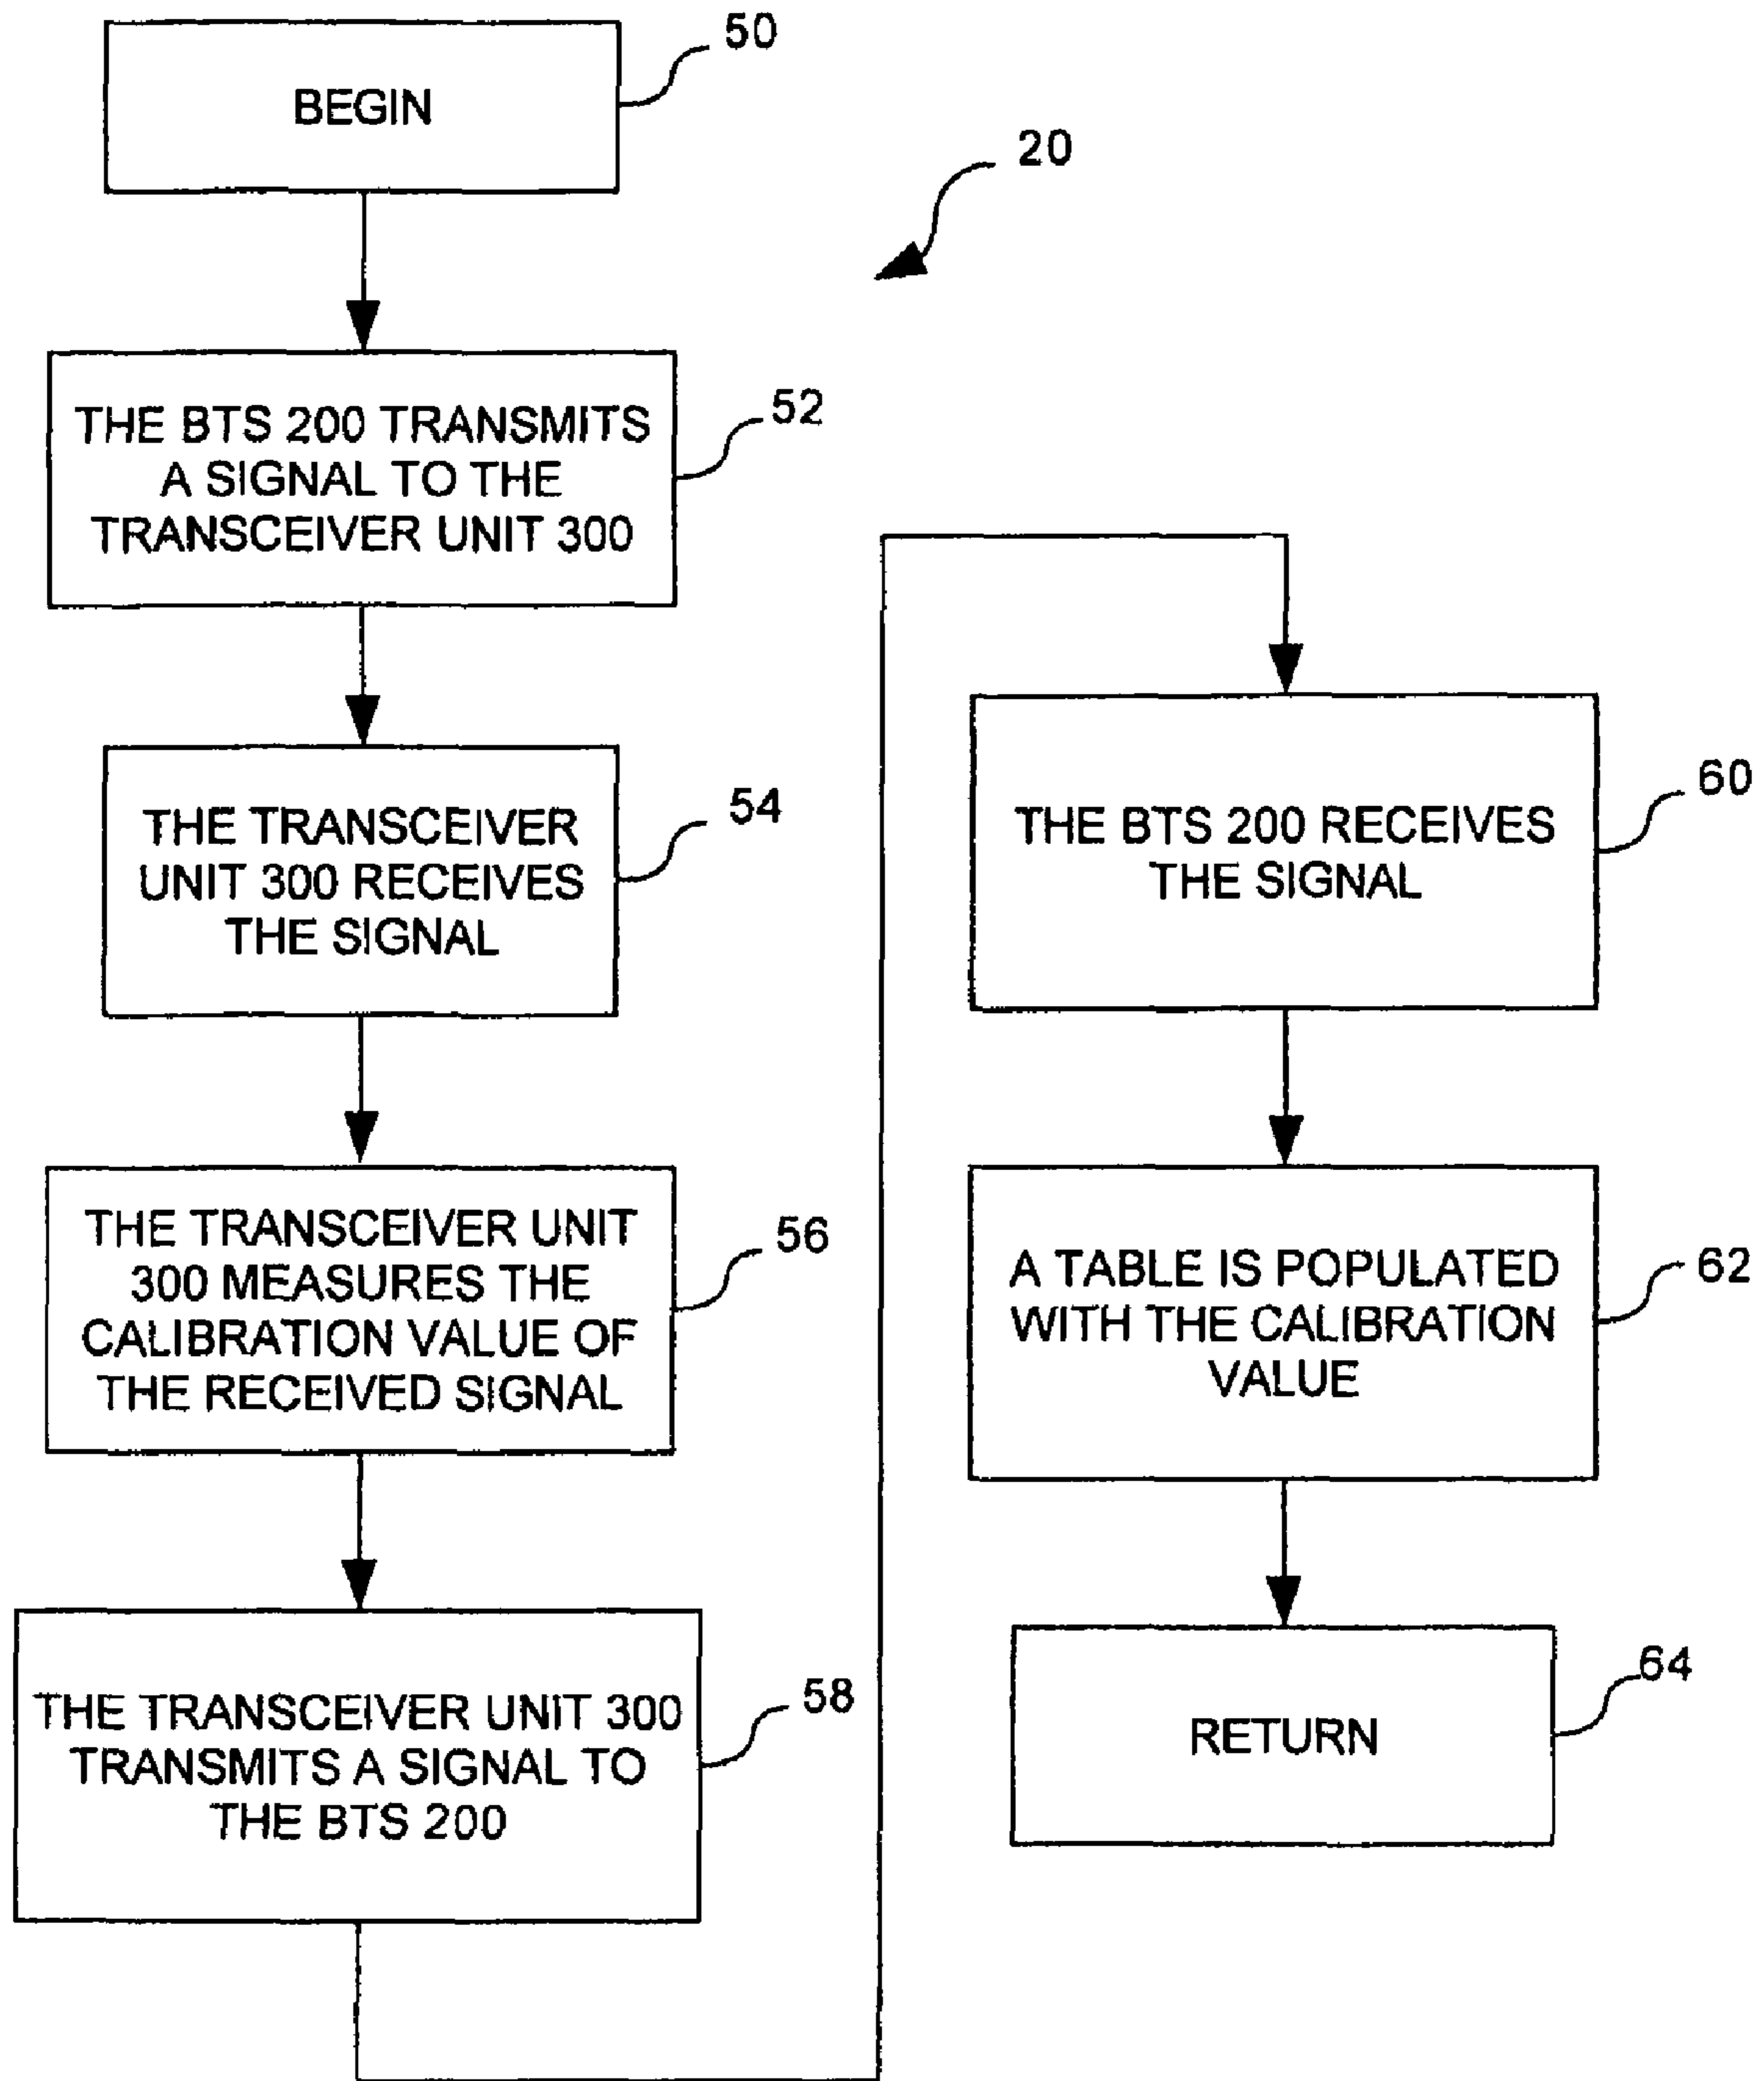 BEGIN
50
20
THE BTS 200 TRANSMITS
A SIGNAL TO THE
TRANSCEIVER UNIT 300
52
THE TRANSCEIVER
UNIT 300 RECEIVES
THE SIGNAL
54
THE TRANSCEIVER UNIT
300 MEASURES THE
CALIBRATION VALUE OF
THE RECEIVED SIGNAL
56
THE TRANSCEIVER UNIT 300
TRANSMITS A SIGNAL TO
THE BTS 200
58
THE BTS 200 RECEIVES
THE SIGNAL
60
A TABLE IS POPULATED
WITH THE CALIBRATION
VALUE
62
RETURN
64